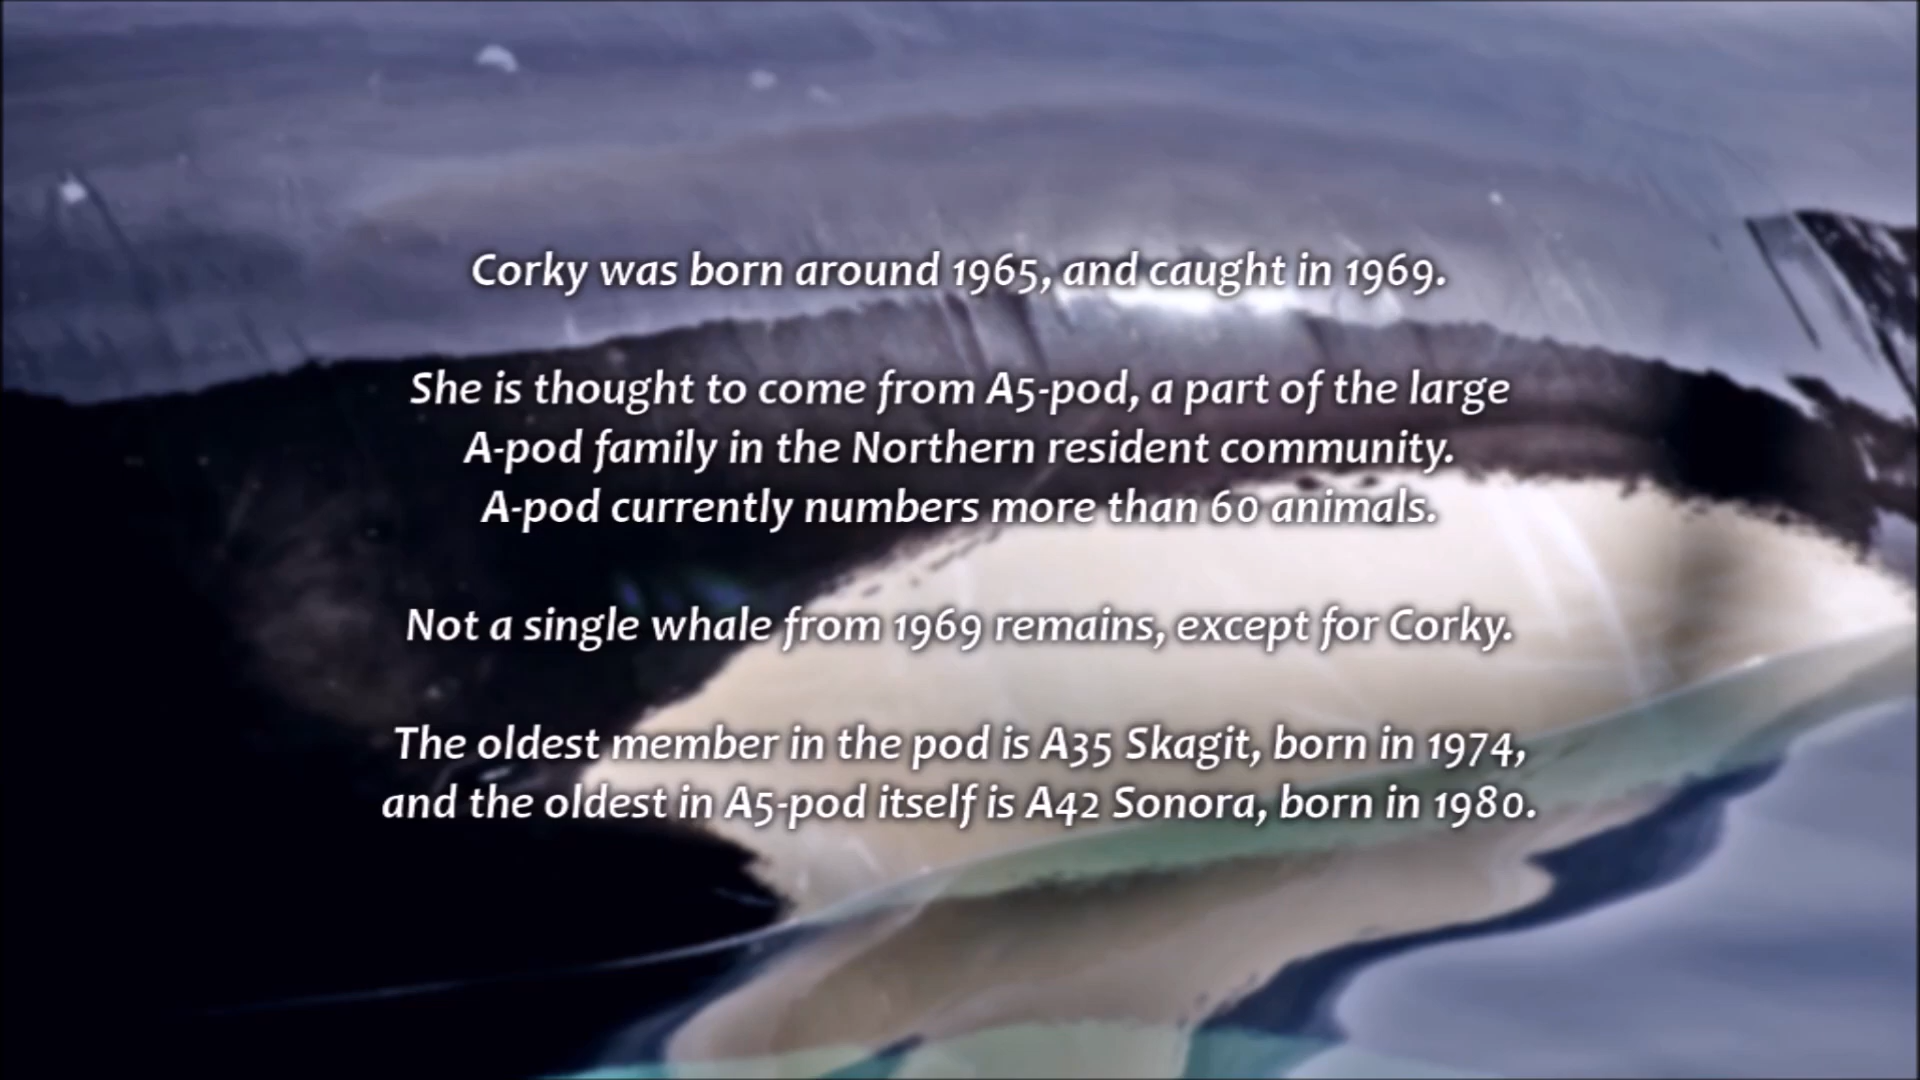 Corky was born around 1965, and caught in 1969.
She is thought to come from A5-pod, a part of the large
A-pod family in the Northern resident community.
A-pod currently numbers more than 60 animals.
Not a single whale from 1969 remains, except for Corky.
The oldest member in the pod is A35 Skagit, born in 1974,
and the oldest in A5-pod itself is A42 Sonora, born in 1980.